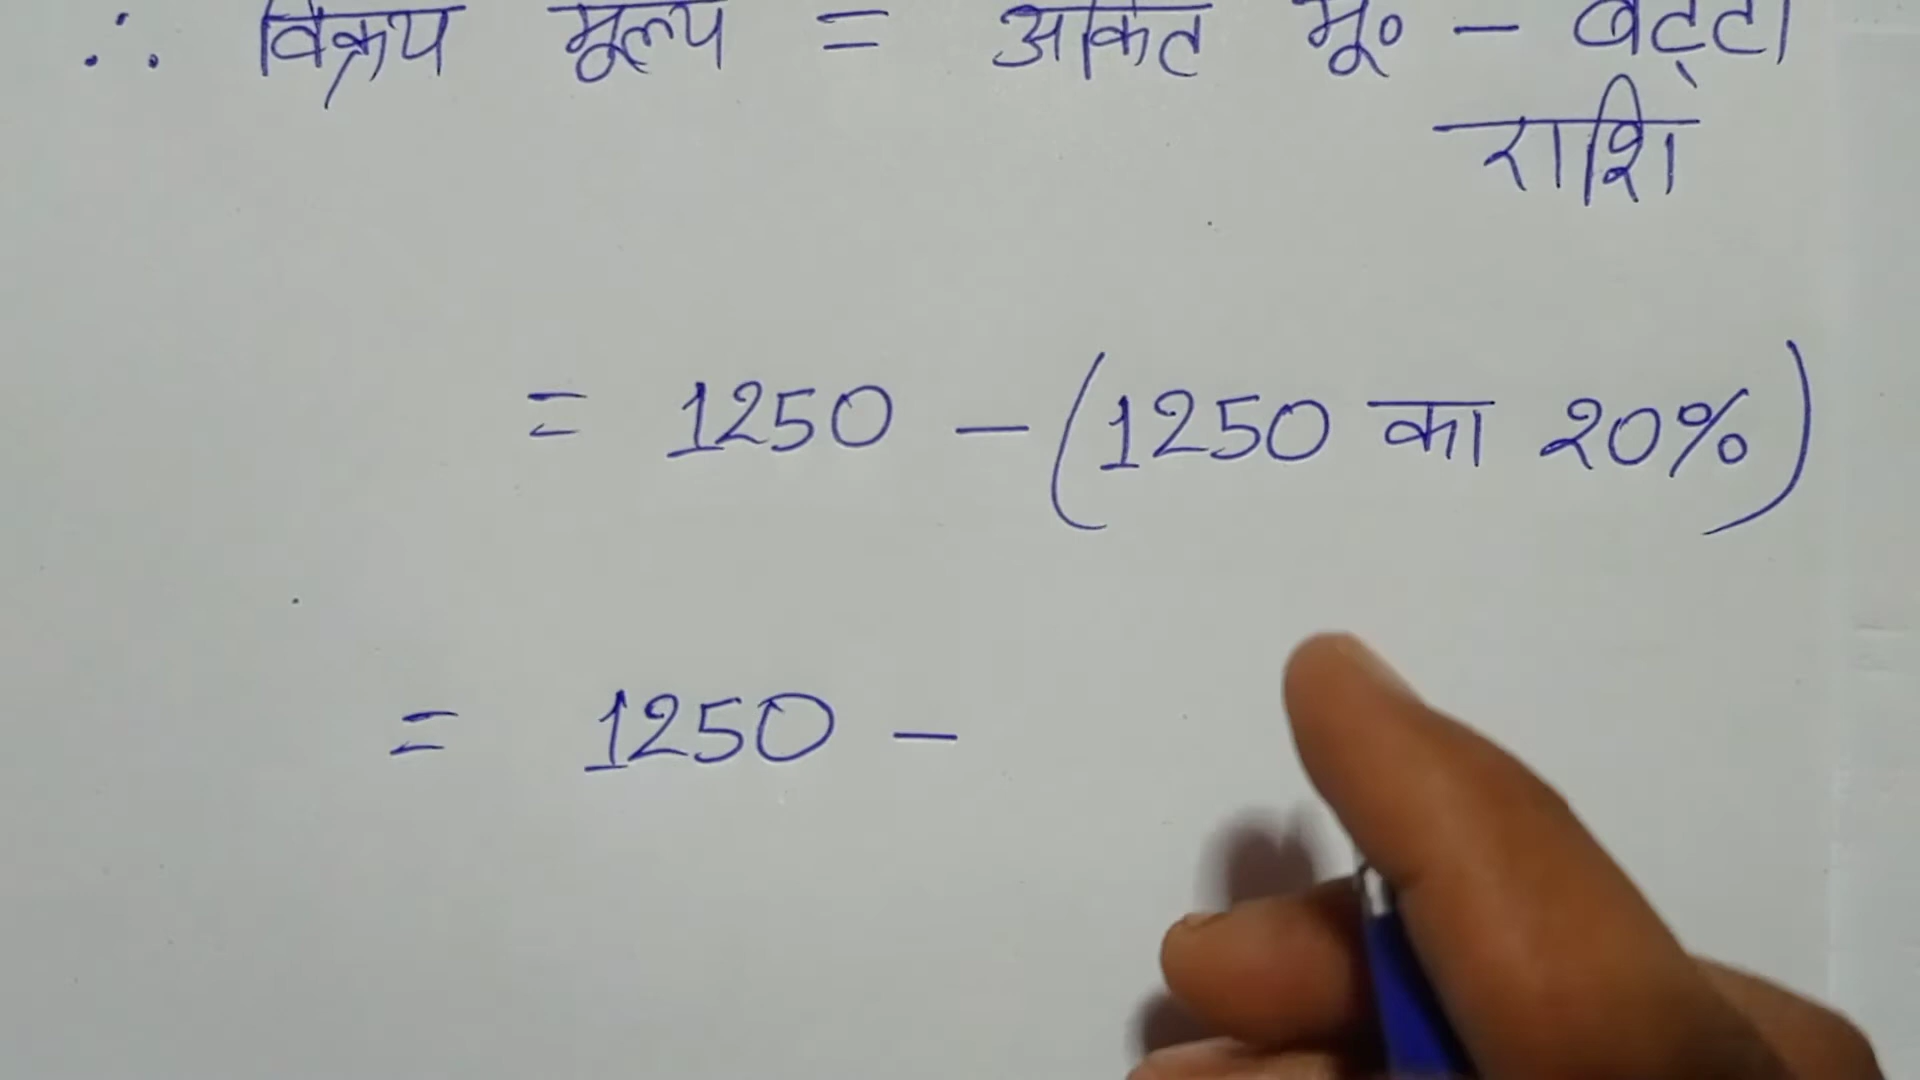 ∴ विक्रय मूल्य = अंकित मू० - बट्टा
राशि
= 1250 - (1250 का 20%)
= 1250 -